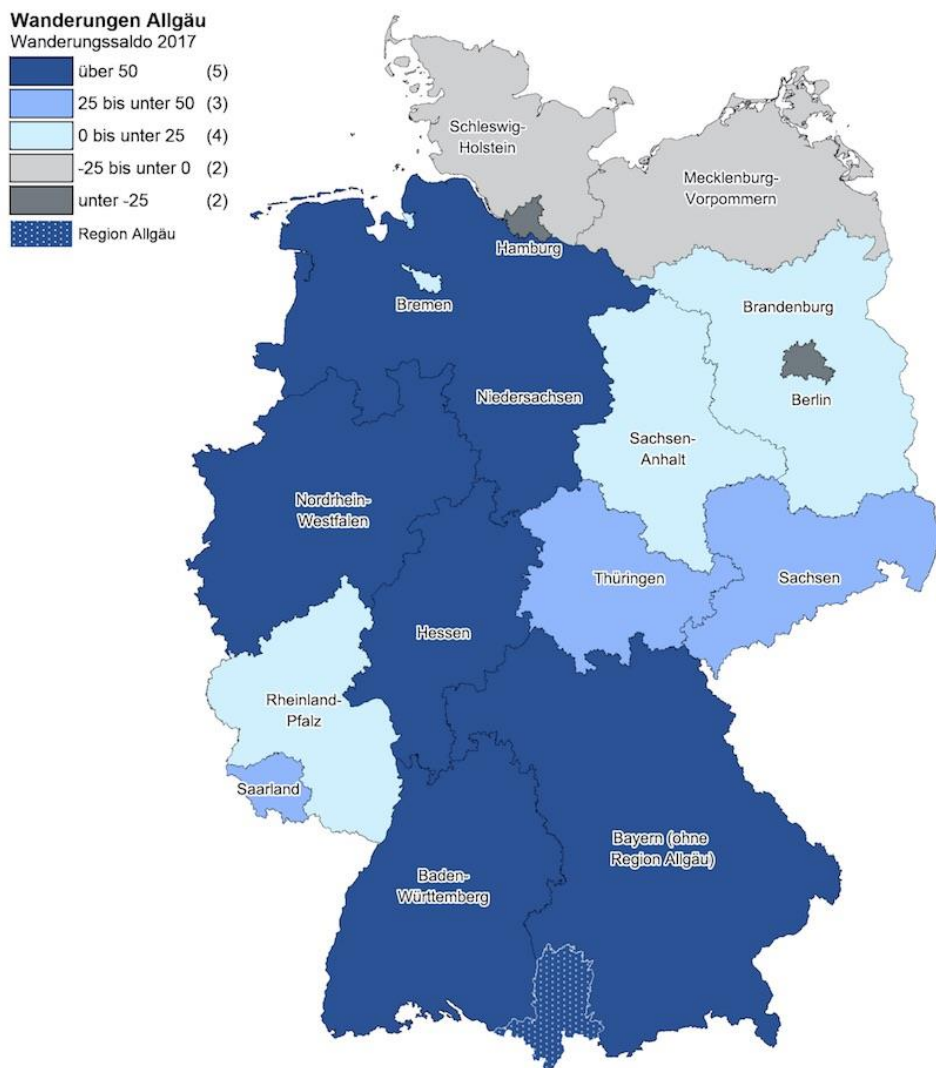 Wanderungen Allgäu
Wanderungssaldo 2017
über 50 (5)
25 bis unter 50 (3)
0 bis unter 25 (4)
-25 bis unter 0 (2)
unter -25 (2)
Region Allgäu
Schleswig-
Holstein
Mecklenburg-
Vorpommern
Hamburg
Bremen
Brandenburg
Berlin
Niedersachsen
Sachsen-
Anhalt
Nordrhein-
Westfalen
Thüringen
Sachsen
Hessen
Rheinland-
Pfalz
Saarland
Bayern (ohne
Region Allgäu)
Baden-
Württemberg